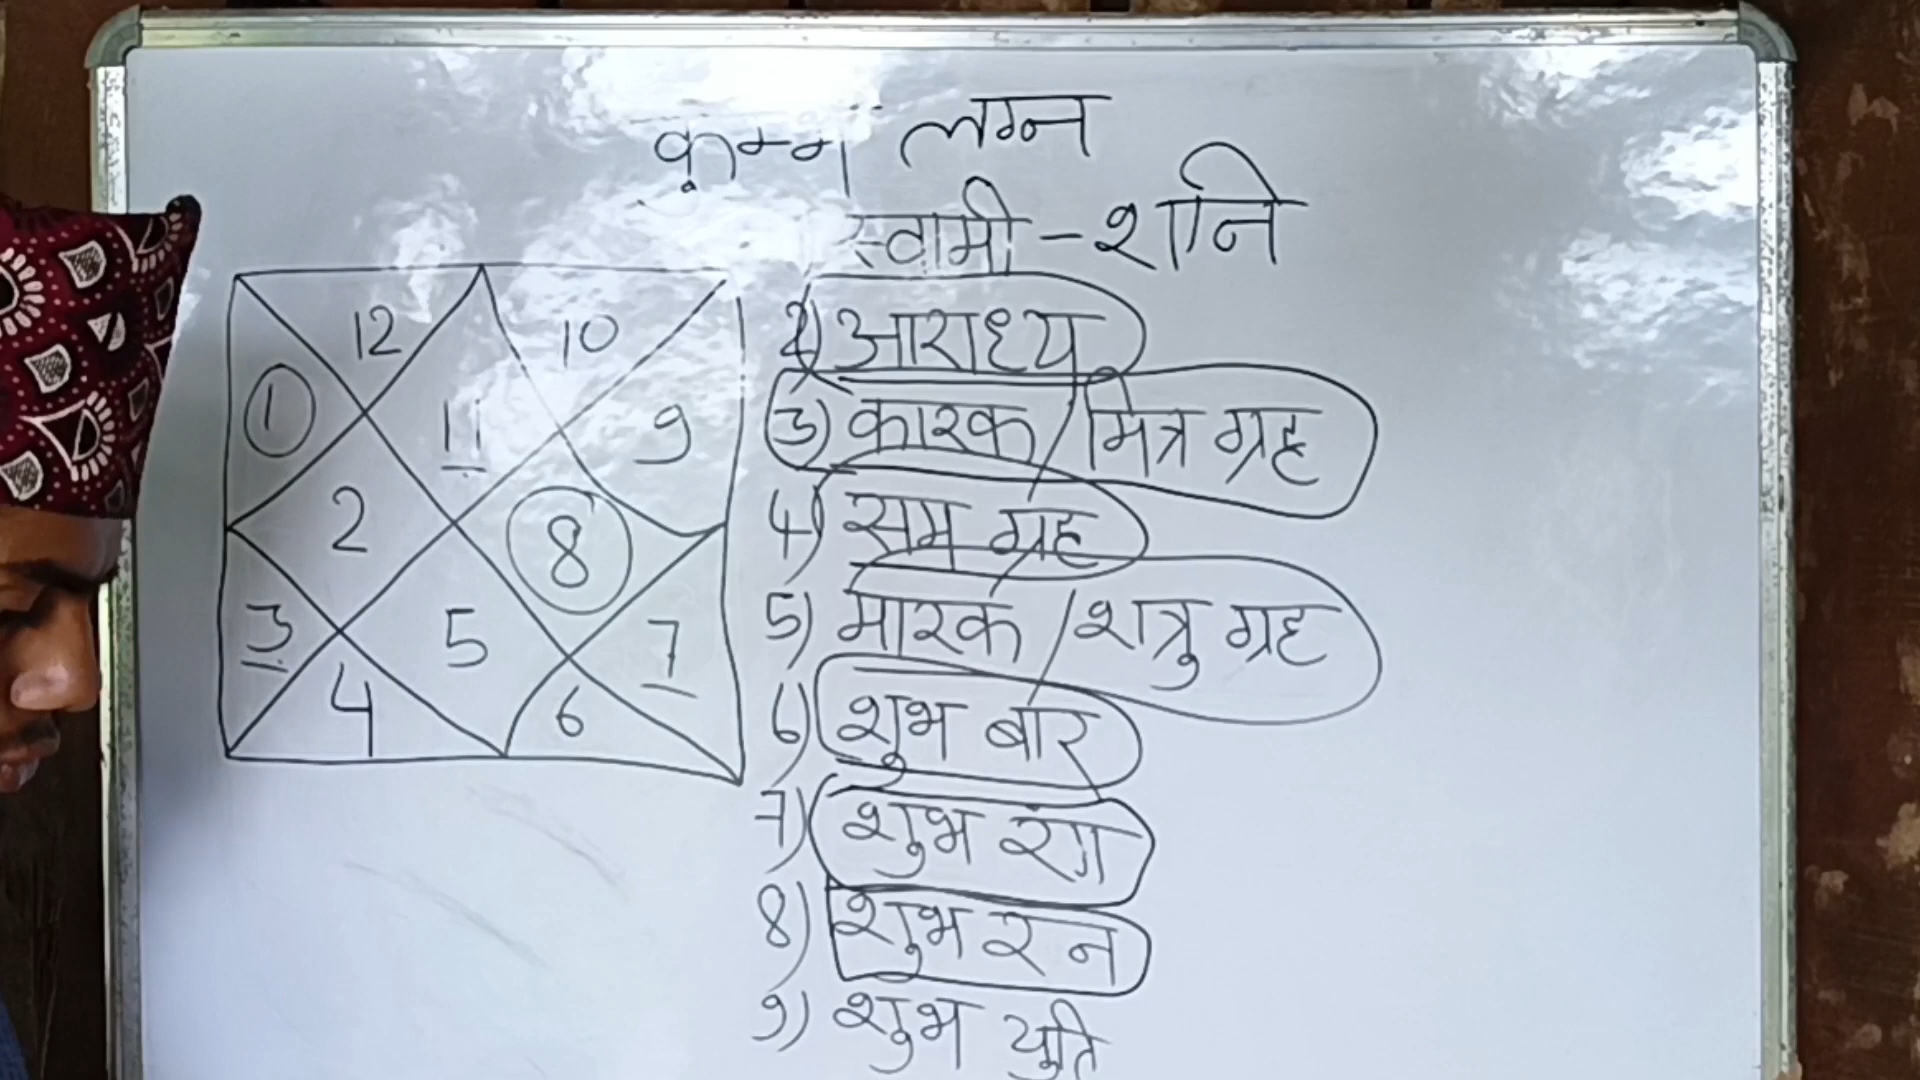 कुम्भ लग्न
स्वामी - शनि
12
10
1
11
9
2
8
3
5
7
4
6
2) आराध्य
3) कारक / मित्र ग्रह
4) सम ग्रह
5) मारक / शत्रु ग्रह
6) शुभ बार
7) शुभ रंग
8) शुभ रत्न
9) शुभ युति